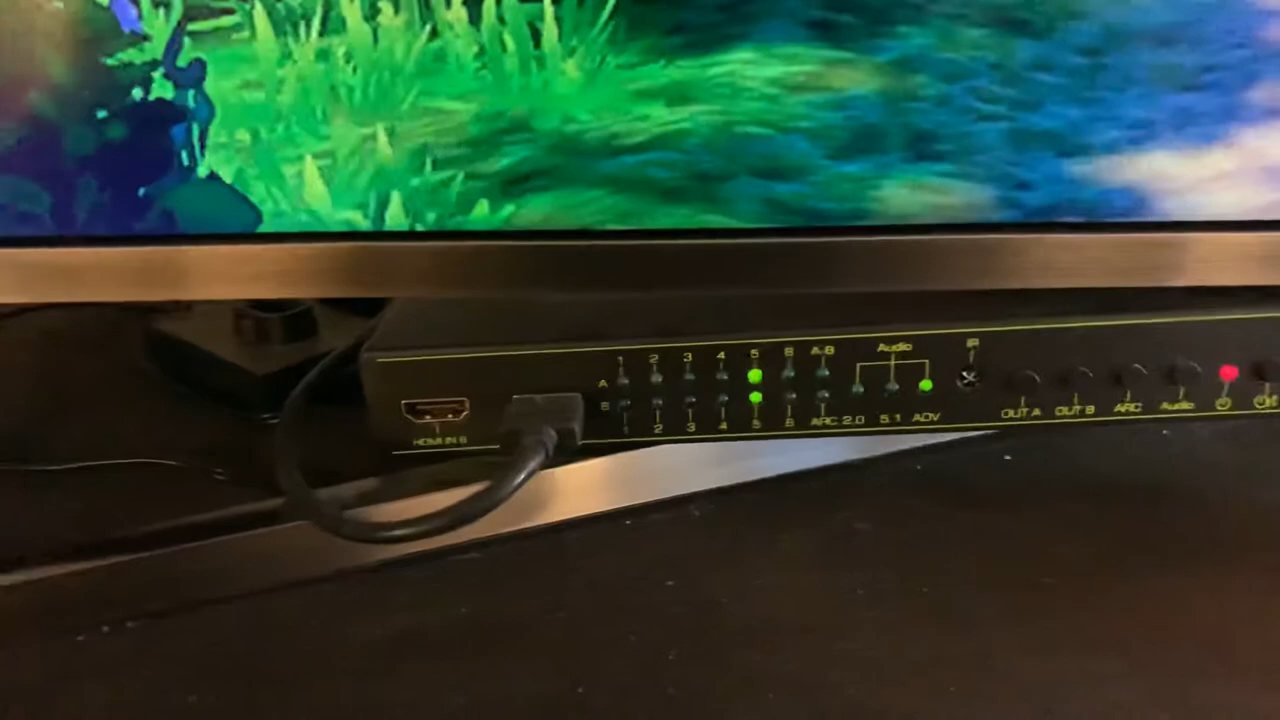 1 2 3 4 5 6 A-B Audio IR
A
B
1 2 3 4 5 6 ARC 2.0 5.1 ADV OUT A OUT B ARC Audio
HDMI IN 6